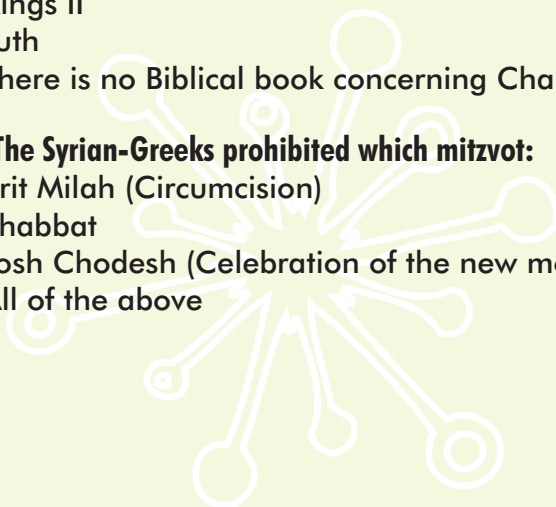 ings II
uth
here is no Biblical book concerning Cha
The Syrian-Greeks prohibited which mitzvot:
rit Milah (Circumcision)
habbat
osh Chodesh (Celebration of the new m
ll of the above